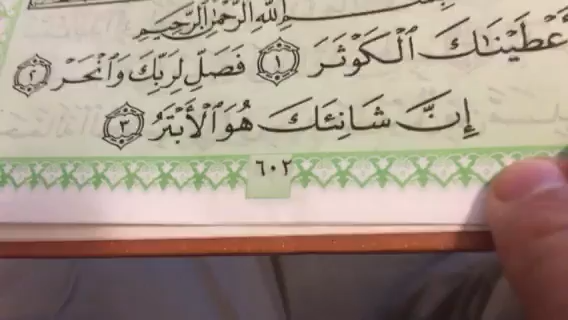 بِسْمِ ٱللَّهِ ٱلرَّحْمَٰنِ ٱلرَّحِيمِ
أَعْطَيْنَٰكَ ٱلْكَوْثَرَ ١ فَصَلِّ لِرَبِّكَ وَٱنْحَرْ ٢
إِنَّ شَانِئَكَ هُوَ ٱلْأَبْتَرُ ٣
٦٠٢